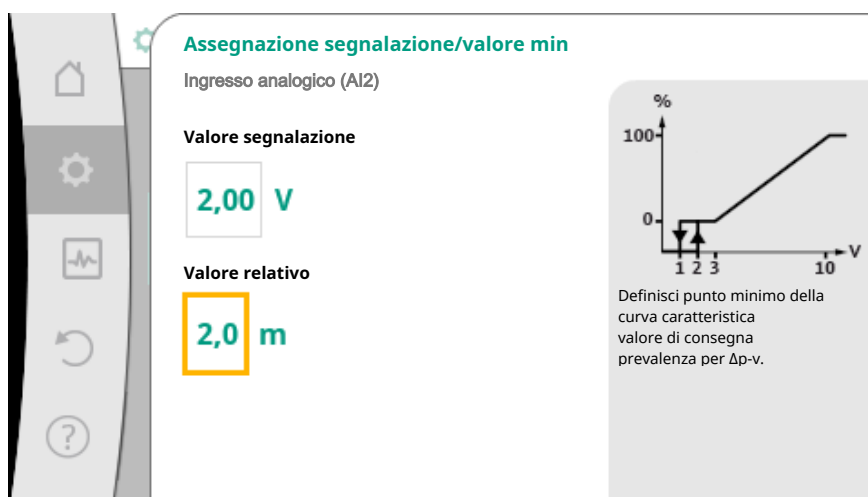 Assegnazione segnalazione/valore min
Ingresso analogico (AI2)
Valore segnalazione
2,00 V
Valore relativo
2,0 m
%
100
0
1 2 3 10 V
Definisci punto minimo della
curva caratteristica
valore di consegna
prevalenza per Δp-v.
?